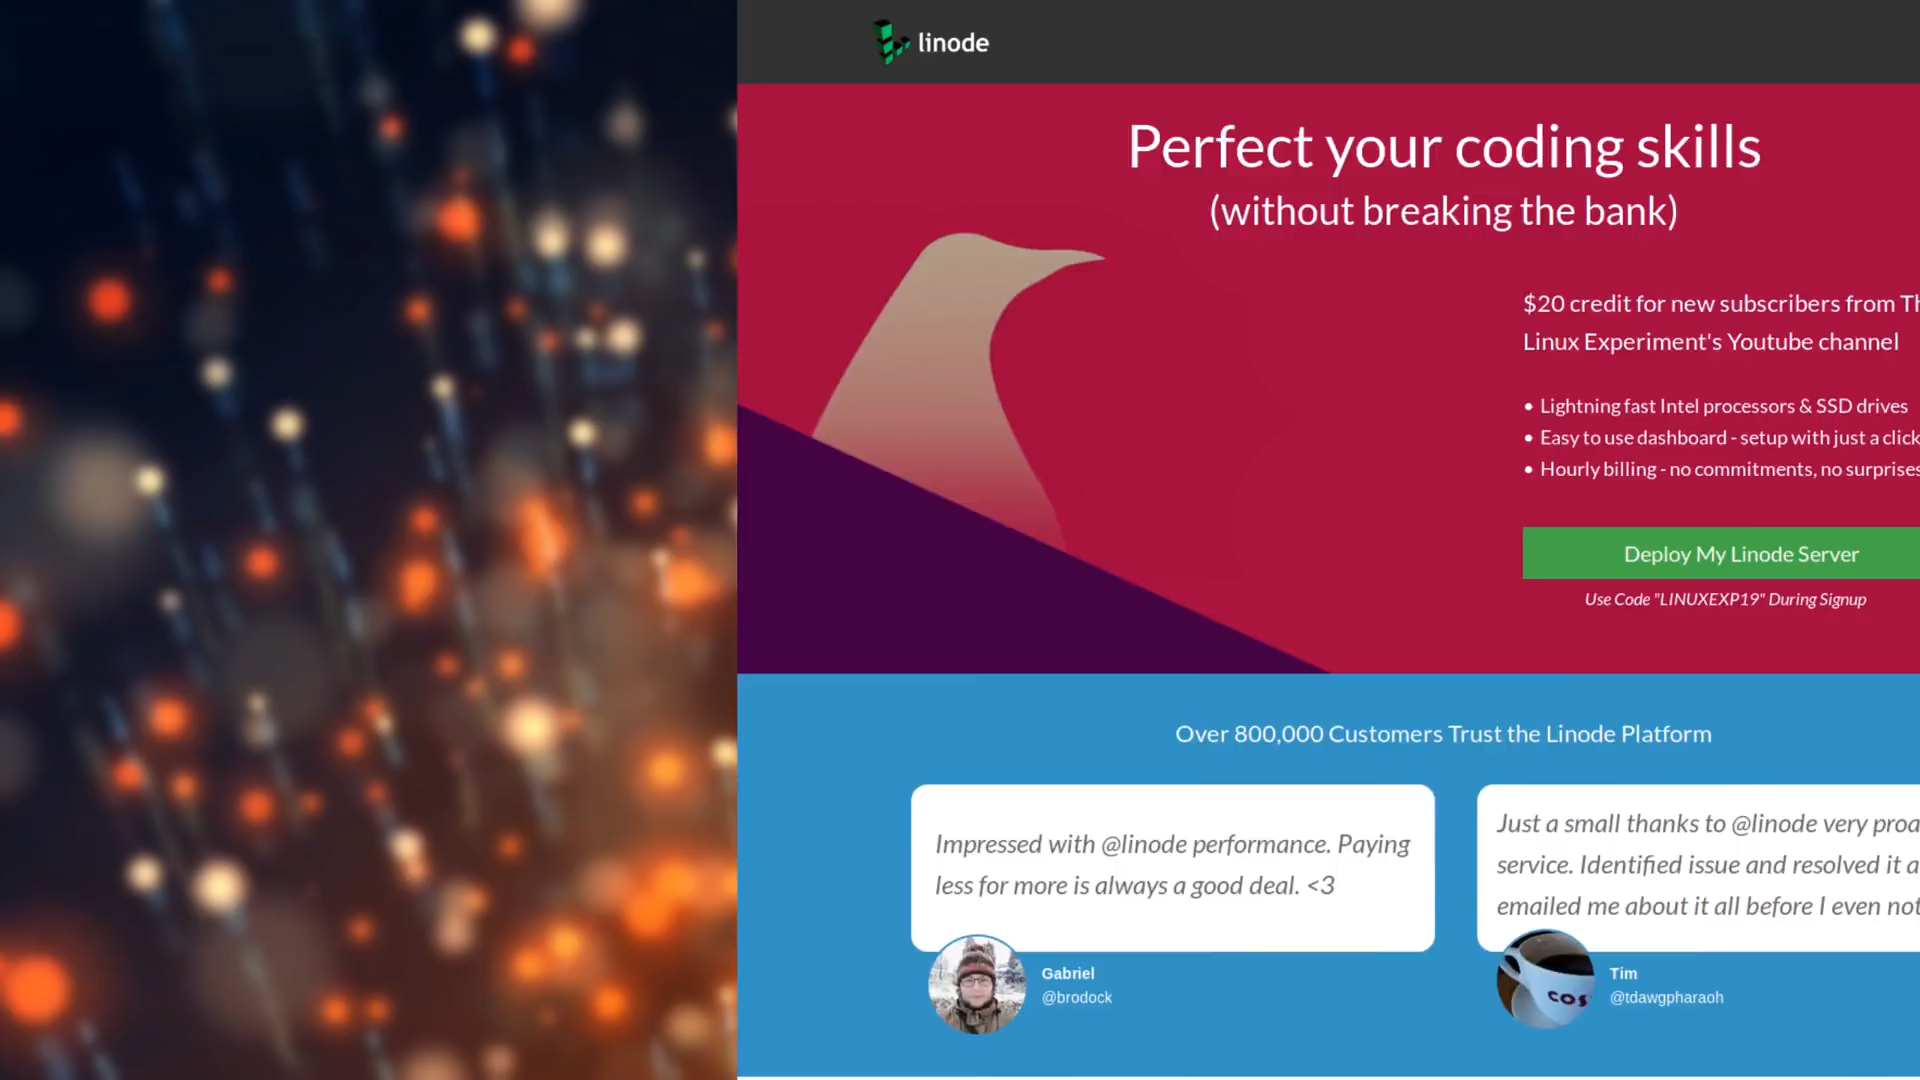 linode
Perfect your coding skills
(without breaking the bank)
$20 credit for new subscribers from
Linux Experiment's Youtube channel
• Lightning fast Intel processors & SSD drives
• Easy to use dashboard - setup with just a click
• Hourly billing - no commitments, no surprises
Deploy My Linode Server
Use Code "LINUXEXP19" During Signup
Over 800,000 Customers Trust the Linode Platform
Impressed with @linode performance. Paying
less for more is always a good deal. <3
Gabriel
@brodock
Just a small thanks to @linode very
service. Identified issue and resolved it
emailed me about it all before I even
COS
Tim
@tdawgpharaoh